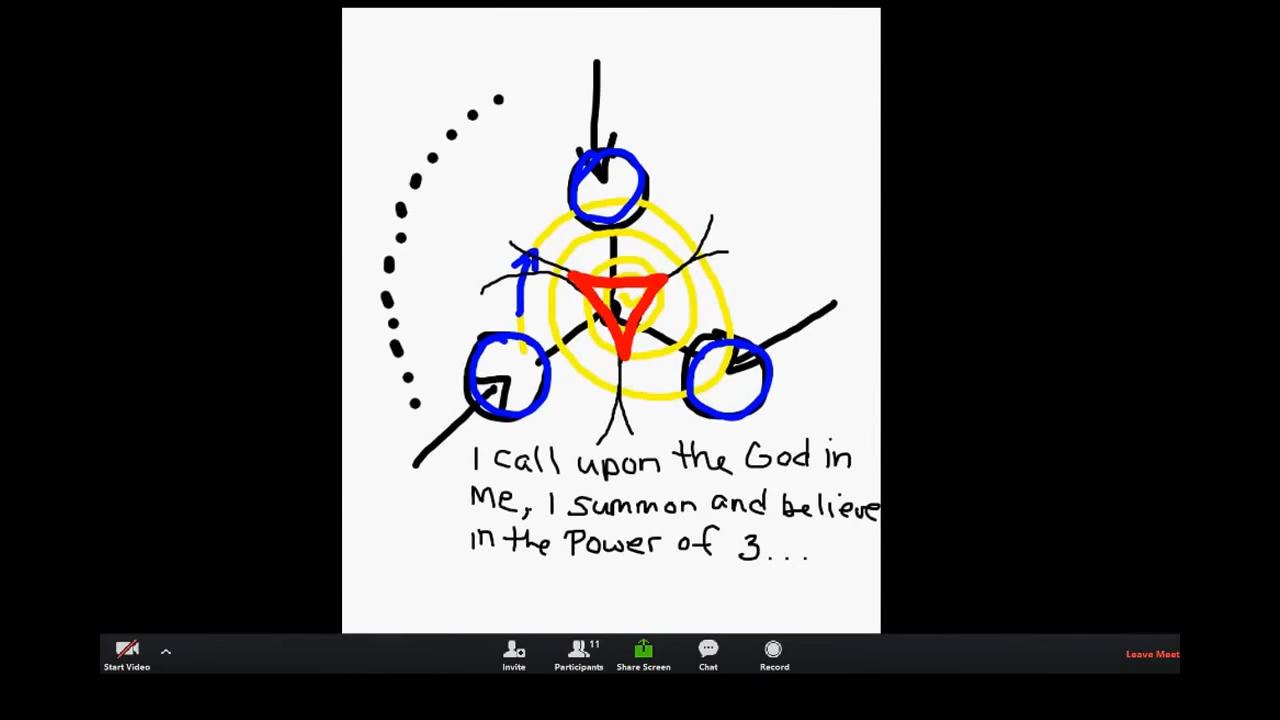 I call upon the God in
Me, I summon and believe
in the Power of 3...
Start Video
Invite
Participants
11
Share Screen
Chat
Record
Leave Meet